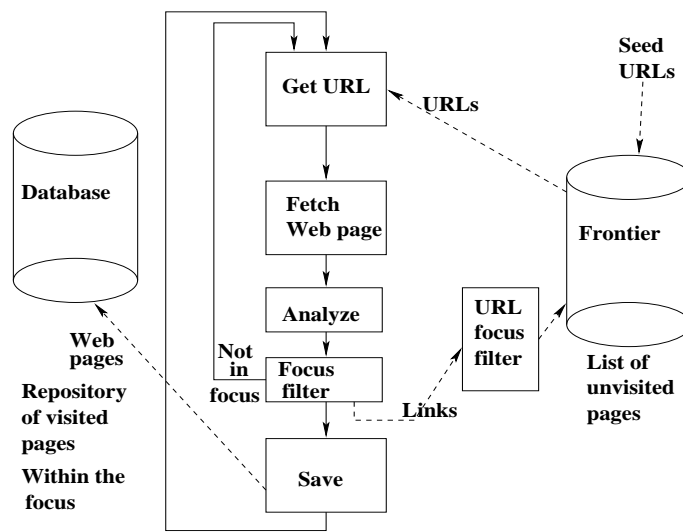 Seed
URLs
Get URL
URLs
Database
Fetch
Web page
Frontier
Analyze
URL
focus
filter
Web
pages
Not
in
focus
Focus
filter
Links
List of
unvisited
pages
Repository
of visited
pages
Within the
focus
Save